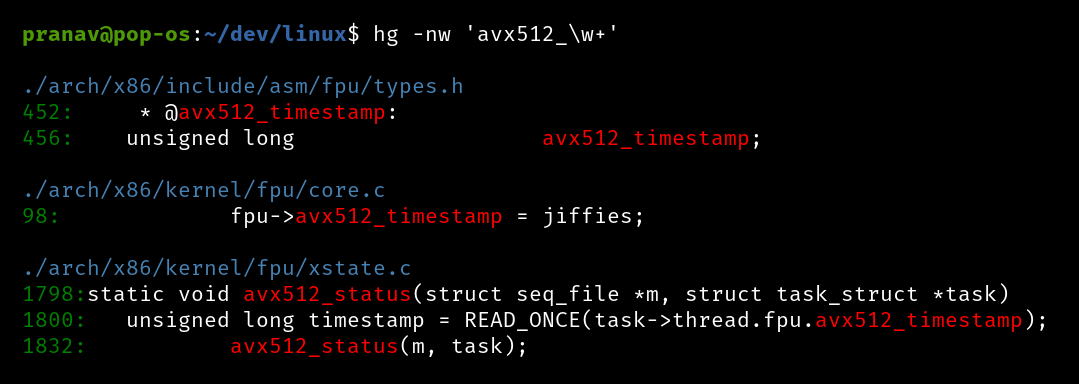 pranav@pop-os:~/dev/linux$ hg -nw 'avx512_\w+'
./arch/x86/include/asm/fpu/types.h
452:     * @avx512_timestamp:
456:    unsigned long                   avx512_timestamp;
./arch/x86/kernel/fpu/core.c
98:             fpu->avx512_timestamp = jiffies;
./arch/x86/kernel/fpu/xstate.c
1798:static void avx512_status(struct seq_file *m, struct task_struct *task)
1800:   unsigned long timestamp = READ_ONCE(task->thread.fpu.avx512_timestamp);
1832:           avx512_status(m, task);